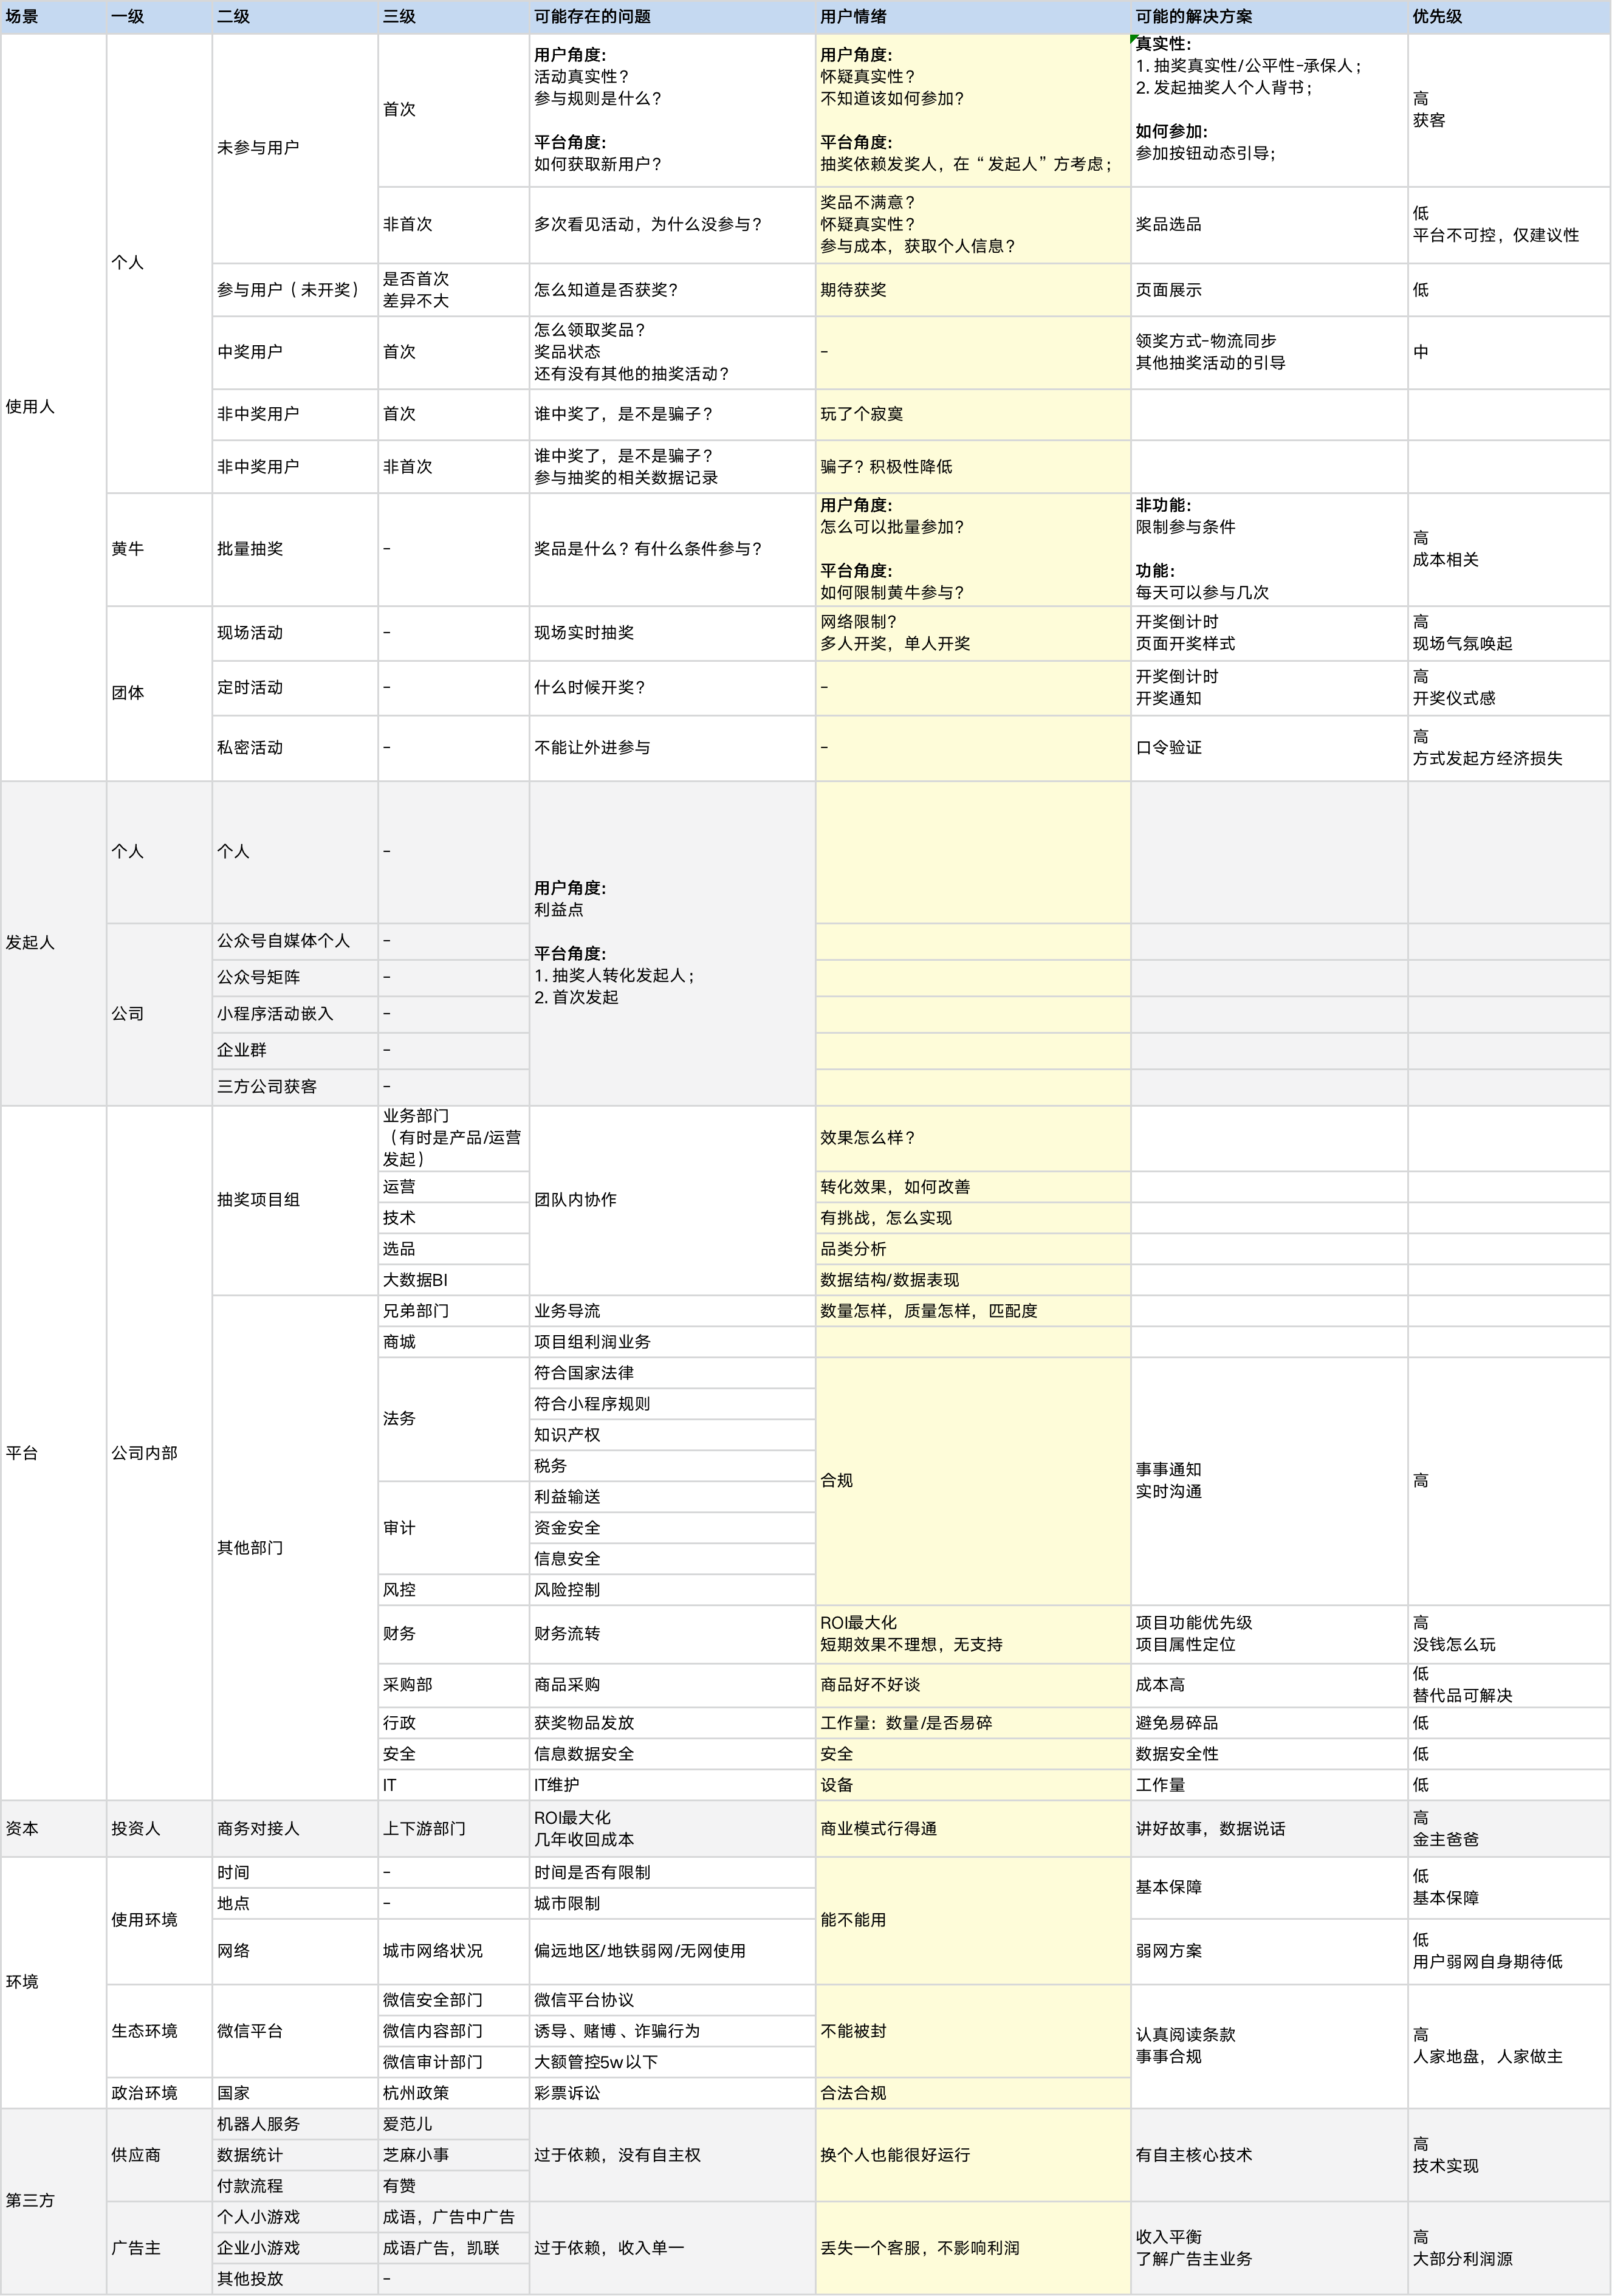 场景
一级
二级
三级
可能存在的问题
用户情绪
可能的解决方案
优先级
使用人
个人
未参与用户
首次
用户角度：
活动真实性？
参与规则是什么？
平台角度：
如何获取新用户？
用户角度：
怀疑真实性？
不知道该如何参加？
平台角度：
抽奖依赖发奖人，在“发起人”方考虑；
真实性：
1. 抽奖真实性/公平性-承保人；
2. 发起抽奖人个人背书；
如何参加：
参加按钮动态引导；
高
获客
非首次
多次看见活动，为什么没参与？
奖品不满意？
怀疑真实性？
参与成本，获取个人信息？
奖品选品
低
平台不可控，仅建议性
参与用户（未开奖）
是否首次
差异不大
怎么知道是否获奖？
期待获奖
页面展示
低
中奖用户
首次
怎么领取奖品？
奖品状态
还有没有其他的抽奖活动？
-
领奖方式-物流同步
其他抽奖活动的引导
中
非中奖用户
首次
谁中奖了，是不是骗子？
玩了个寂寞
非中奖用户
非首次
谁中奖了，是不是骗子？
参与抽奖的相关数据记录
骗子？积极性降低
黄牛
批量抽奖
-
奖品是什么？有什么条件参与？
用户角度：
怎么可以批量参加？
平台角度：
如何限制黄牛参与？
非功能：
限制参与条件
功能：
每天可以参与几次
高
成本相关
团体
现场活动
-
现场实时抽奖
网络限制？
多人开奖，单人开奖
开奖倒计时
页面开奖样式
高
现场气氛唤起
定时活动
-
什么时候开奖？
-
开奖倒计时
开奖通知
高
开奖仪式感
私密活动
-
不能让外进参与
-
口令验证
高
方式发起方经济损失
发起人
个人
个人
-
用户角度：
利益点
平台角度：
1. 抽奖人转化发起人；
2. 首次发起
公司
公众号自媒体个人
-
公众号矩阵
-
小程序活动嵌入
-
企业群
-
三方公司获客
-
平台
公司内部
抽奖项目组
业务部门
（有时是产品/运营
发起）
团队内协作
效果怎么样？
运营
转化效果，如何改善
技术
有挑战，怎么实现
选品
品类分析
大数据BI
数据结构/数据表现
其他部门
兄弟部门
业务导流
数量怎样，质量怎样，匹配度
商城
项目组利润业务
法务
符合国家法律
符合小程序规则
知识产权
税务
合规
事事通知
实时沟通
高
审计
利益输送
资金安全
信息安全
风控
风险控制
财务
财务流转
ROI最大化
短期效果不理想，无支持
项目功能优先级
项目属性定位
高
没钱怎么玩
采购部
商品采购
商品好不好谈
成本高
低
替代品可解决
行政
获奖物品发放
工作量：数量/是否易碎
避免易碎品
低
安全
信息数据安全
安全
数据安全性
低
IT
IT维护
设备
工作量
低
资本
投资人
商务对接人
上下游部门
ROI最大化
几年收回成本
商业模式行得通
讲好故事，数据说话
高
金主爸爸
环境
使用环境
时间
-
时间是否有限制
能不能用
基本保障
低
基本保障
地点
-
城市限制
网络
城市网络状况
偏远地区/地铁弱网/无网使用
弱网方案
低
用户弱网自身期待低
生态环境
微信平台
微信安全部门
微信平台协议
不能被封
认真阅读条款
事事合规
高
人家地盘，人家做主
微信内容部门
诱导、赌博、诈骗行为
微信审计部门
大额管控5w以下
政治环境
国家
杭州政策
彩票诉讼
合法合规
第三方
供应商
机器人服务
爱范儿
过于依赖，没有自主权
换个人也能很好运行
有自主核心技术
高
技术实现
数据统计
芝麻小事
付款流程
有赞
广告主
个人小游戏
成语，广告中广告
过于依赖，收入单一
丢失一个客服，不影响利润
收入平衡
了解广告主业务
高
大部分利润源
企业小游戏
成语广告，凯联
其他投放
-